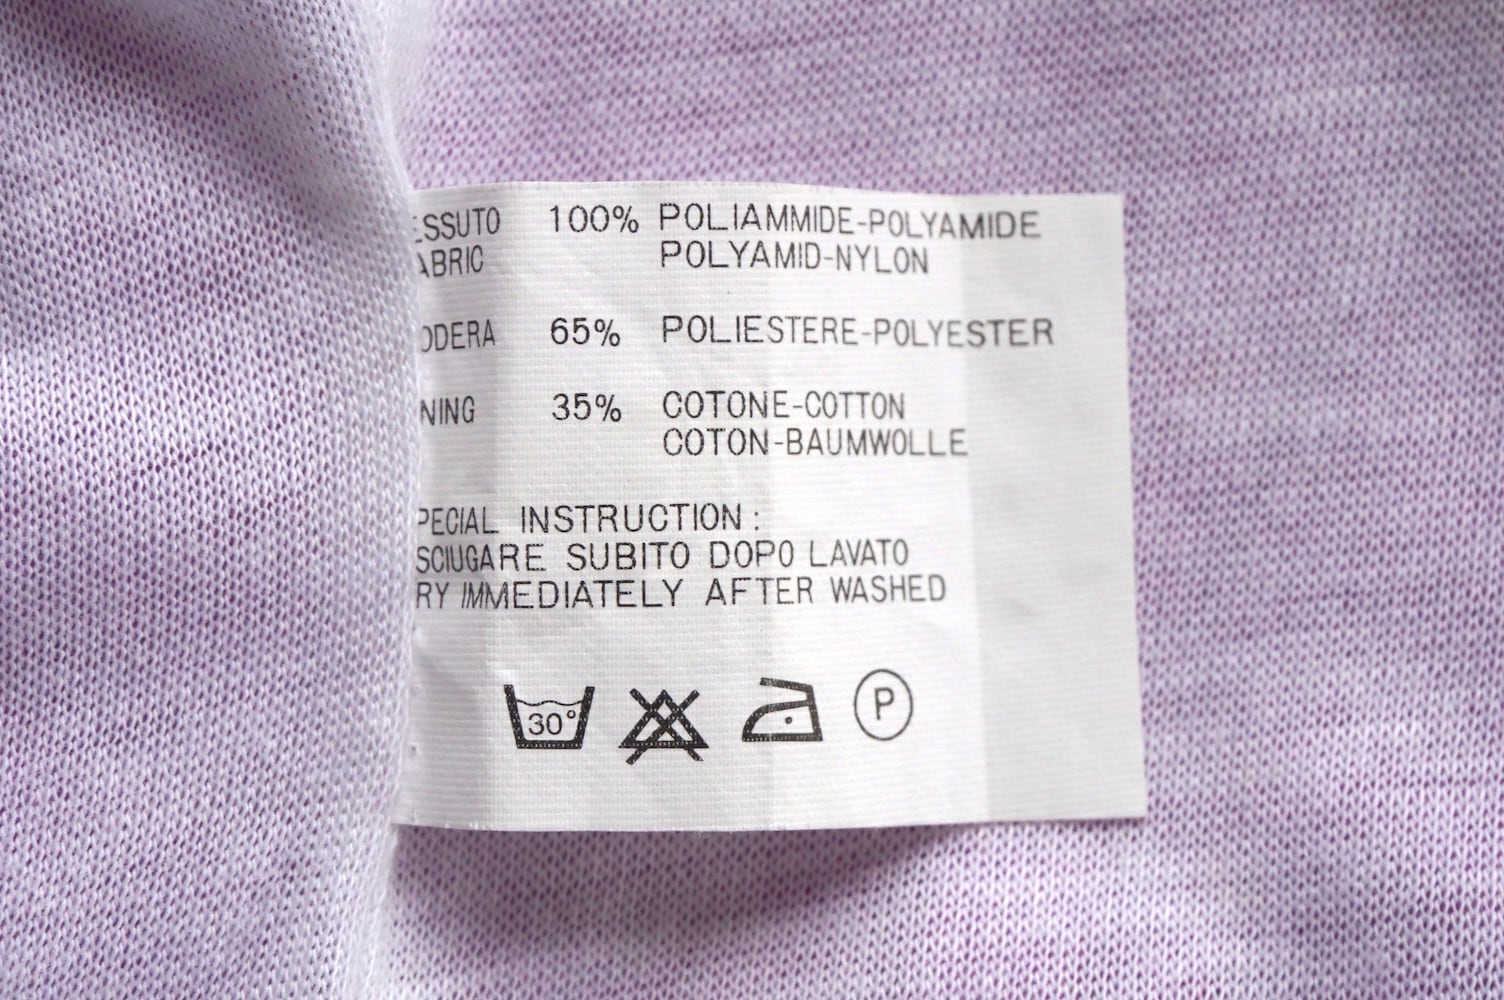 ESSUTO 100% POLIAMMIDE-POLYAMIDE
ABRIC POLYAMID-NYLON
ODERA 65% POLIESTERE-POLYESTER
NING 35% COTONE-COTTON
COTON-BAUMWOLLE
PECIAL INSTRUCTION :
SCIUGARE SUBITO DOPO LAVATO
RY IMMEDIATELY AFTER WASHED
30° P